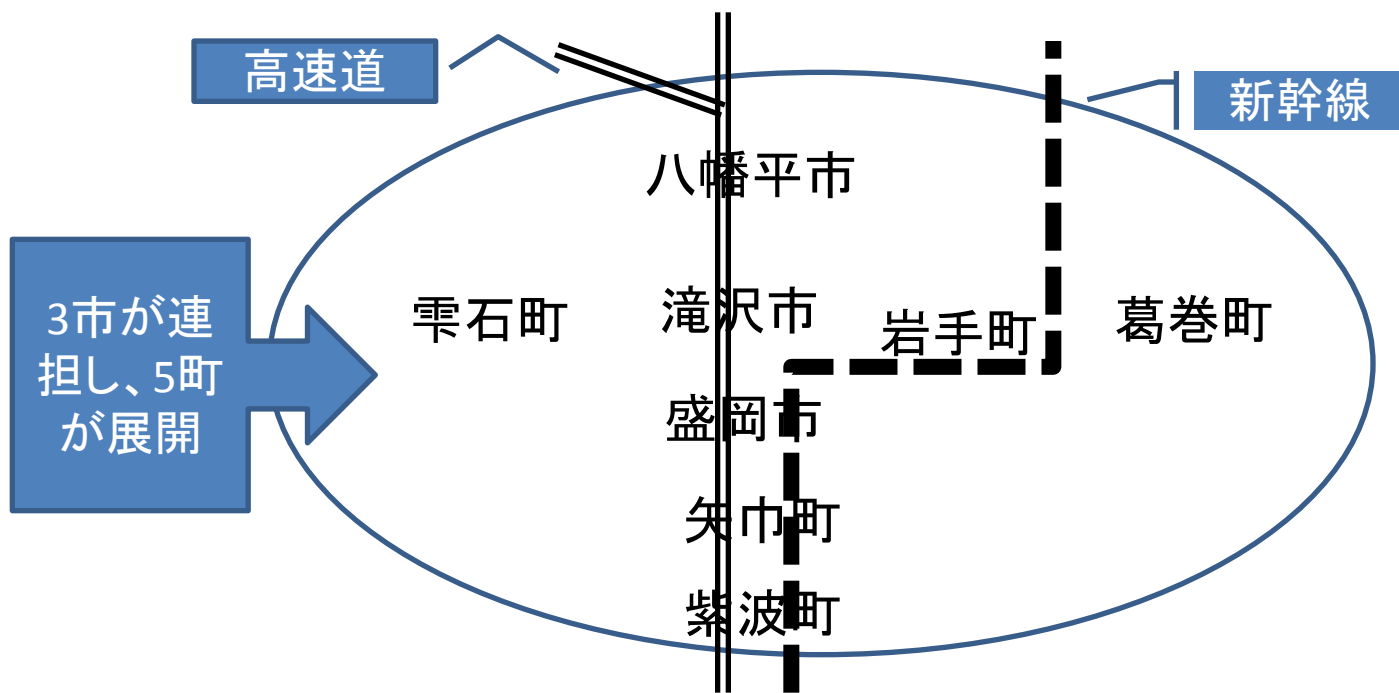 高速道
新幹線
八幡平市
3市が連
担し、5町
が展開
雫石町
滝沢市
岩手町
葛巻町
盛岡市
矢巾町
紫波町